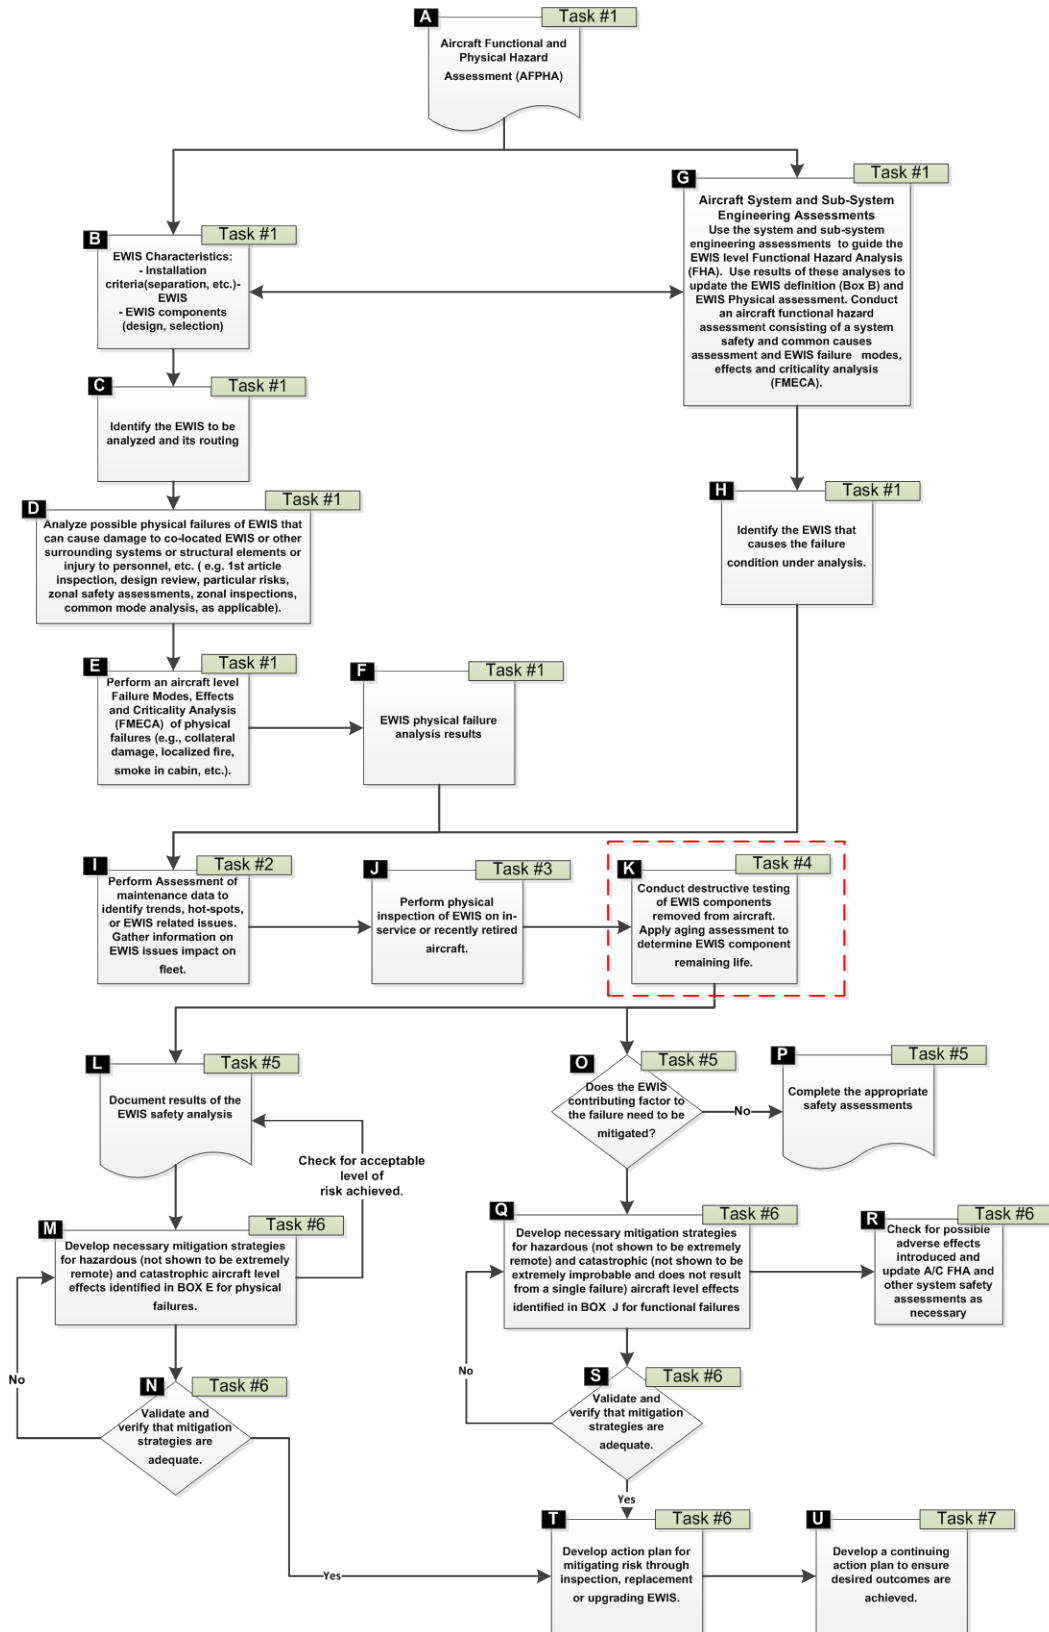 A
Task #1
Aircraft Functional and
Physical Hazard
Assessment (AFPHA)
G
Task #1
Aircraft System and Sub-System
Engineering Assessments
Use the system and sub-system
engineering assessments to guide the
EWIS level Functional Hazard Analysis
(FHA). Use results of these analyses to
update the EWIS definition (Box B) and
EWIS Physical assessment. Conduct
an aircraft functional hazard
assessment consisting of a system
safety and common causes
assessment and EWIS failure modes,
effects and criticality analysis
(FMECA).
B
Task #1
EWIS Characteristics:
- Installation
criteria(separation, etc.)-
EWIS
- EWIS components
(design, selection)
C
Task #1
Identify the EWIS to be
analyzed and its routing
D
Task #1
Analyze possible physical failures of EWIS that
can cause damage to co-located EWIS or other
surrounding systems or structural elements or
injury to personnel, etc. ( e.g. 1st article
inspection, design review, particular risks,
zonal safety assessments, zonal inspections,
common mode analysis, as applicable).
H
Task #1
Identify the EWIS that
causes the failure
condition under analysis.
E
Task #1
Perform an aircraft level
Failure Modes, Effects
and Criticality Analysis
(FMECA) of physical
failures (e.g., collateral
damage, localized fire,
smoke in cabin, etc.).
F
Task #1
EWIS physical failure
analysis results
I
Task #2
Perform Assessment of
maintenance data to
identify trends, hot-spots,
or EWIS related issues.
Gather information on
EWIS issues impact on
fleet.
J
Task #3
Perform physical
inspection of EWIS on in-
service or recently retired
aircraft.
K
Task #4
Conduct destructive testing
of EWIS components
removed from aircraft.
Apply aging assessment to
determine EWIS component
remaining life.
L
Task #5
Document results of the
EWIS safety analysis
O
Task #5
Does the EWIS
contributing factor to
the failure need to be
mitigated?
No
P
Task #5
Complete the appropriate
safety assessments
Check for acceptable
level of
risk achieved.
M
Task #6
Develop necessary mitigation strategies
for hazardous (not shown to be extremely
remote) and catastrophic aircraft level
effects identified in BOX E for physical
failures.
Q
Task #6
Develop necessary mitigation strategies
for hazardous (not shown to be extremely
remote) and catastrophic (not shown to be
extremely improbable and does not result
from a single failure) aircraft level effects
identified in BOX J for functional failures
R
Task #6
Check for possible
adverse effects
introduced and
update A/C FHA and
other system safety
assessments as
necessary
No
N
Task #6
Validate and
verify that mitigation
strategies are
adequate.
No
S
Task #6
Validate and
verify that mitigation
strategies are
adequate.
Yes
Yes
T
Task #6
Develop action plan for
mitigating risk through
inspection, replacement
or upgrading EWIS.
U
Task #7
Develop a continuing
action plan to ensure
desired outcomes are
achieved.